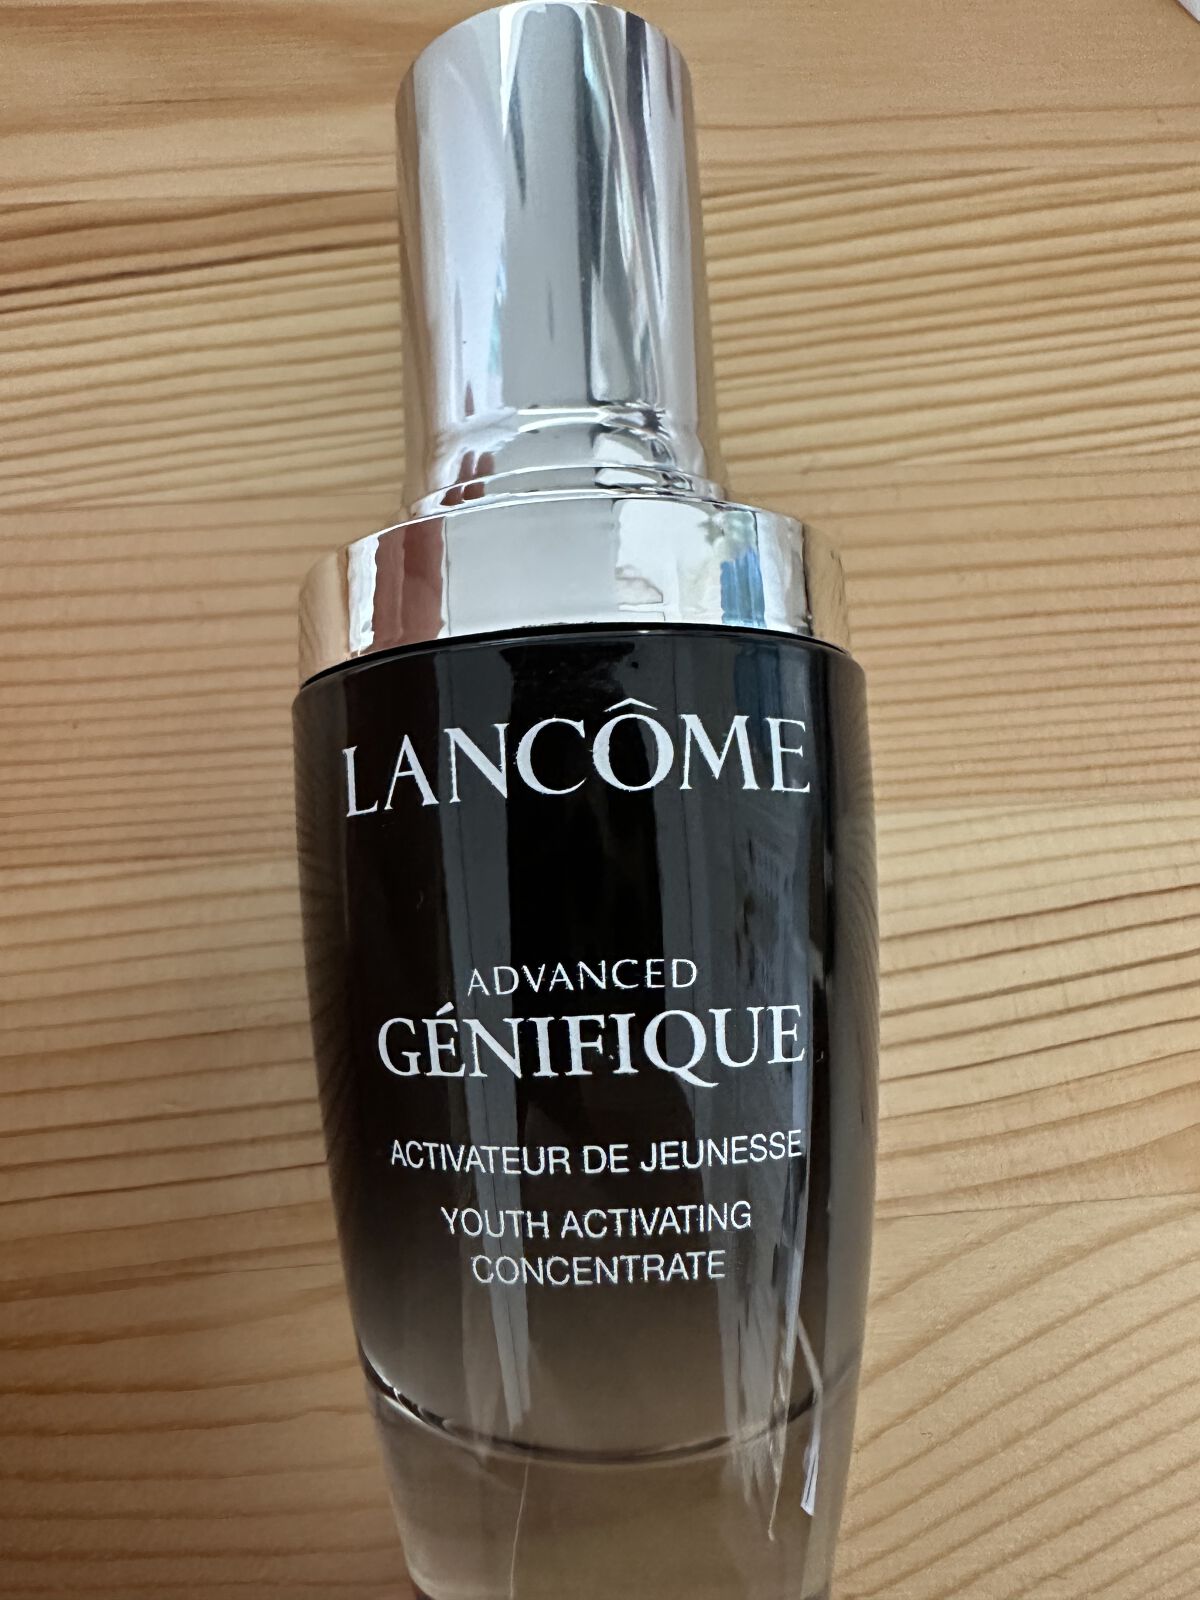 LANCÔME
ADVANCED
GÉNIFIQUE
ACTIVATEUR DE JEUNESSE
YOUTH ACTIVATING
CONCENTRATE